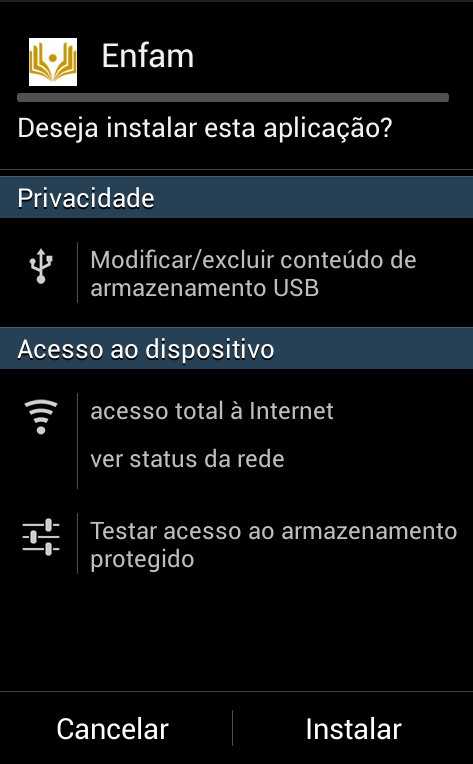 Enfam
Deseja instalar esta aplicação?
Privacidade
Modificar/excluir conteúdo de
armazenamento USB
Acesso ao dispositivo
acesso total à Internet
ver status da rede
Testar acesso ao armazenamento
protegido
Cancelar
Instalar